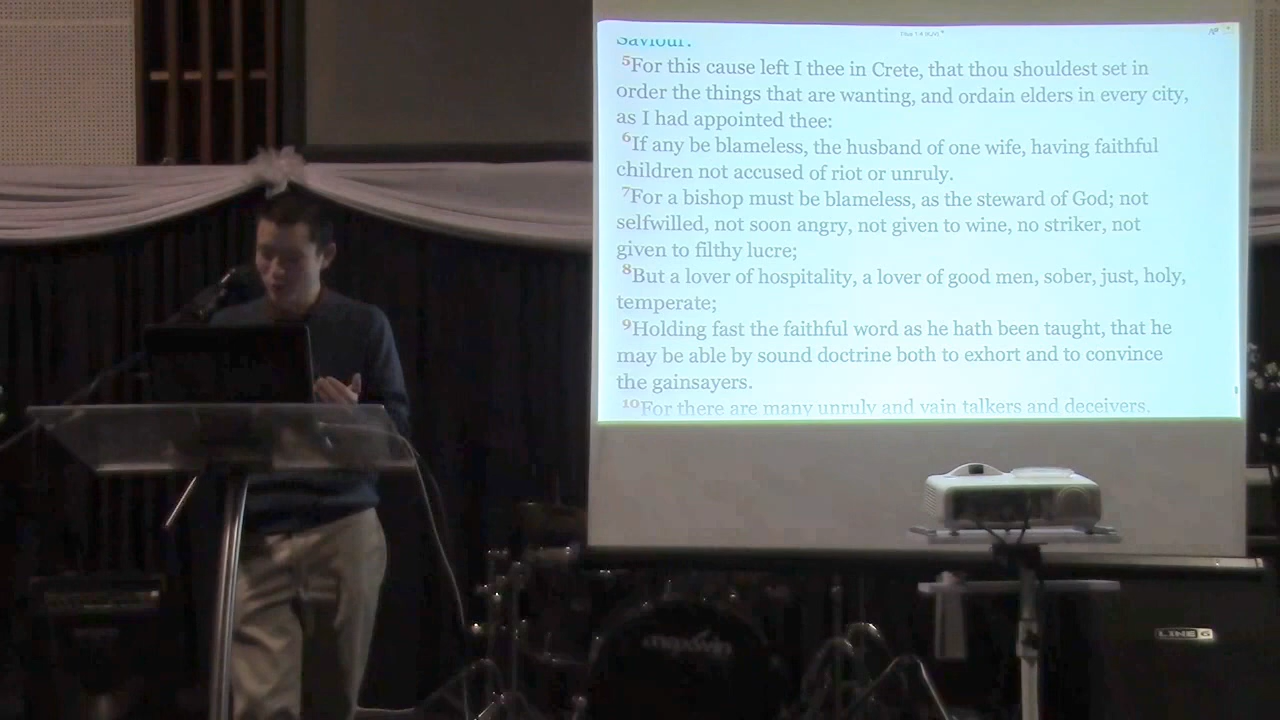 Saviour.
5For this cause left I thee in Crete, that thou shouldest set in
order the things that are wanting, and ordain elders in every city,
as I had appointed thee:
6If any be blameless, the husband of one wife, having faithful
children not accused of riot or unruly.
7For a bishop must be blameless, as the steward of God; not
selfwilled, not soon angry, not given to wine, no striker, not
given to filthy lucre;
8But a lover of hospitality, a lover of good men, sober, just, holy,
temperate;
9Holding fast the faithful word as he hath been taught, that he
may be able by sound doctrine both to exhort and to convince
the gainsayers.
10For there are many unruly and vain talkers and deceivers,
LINE 6